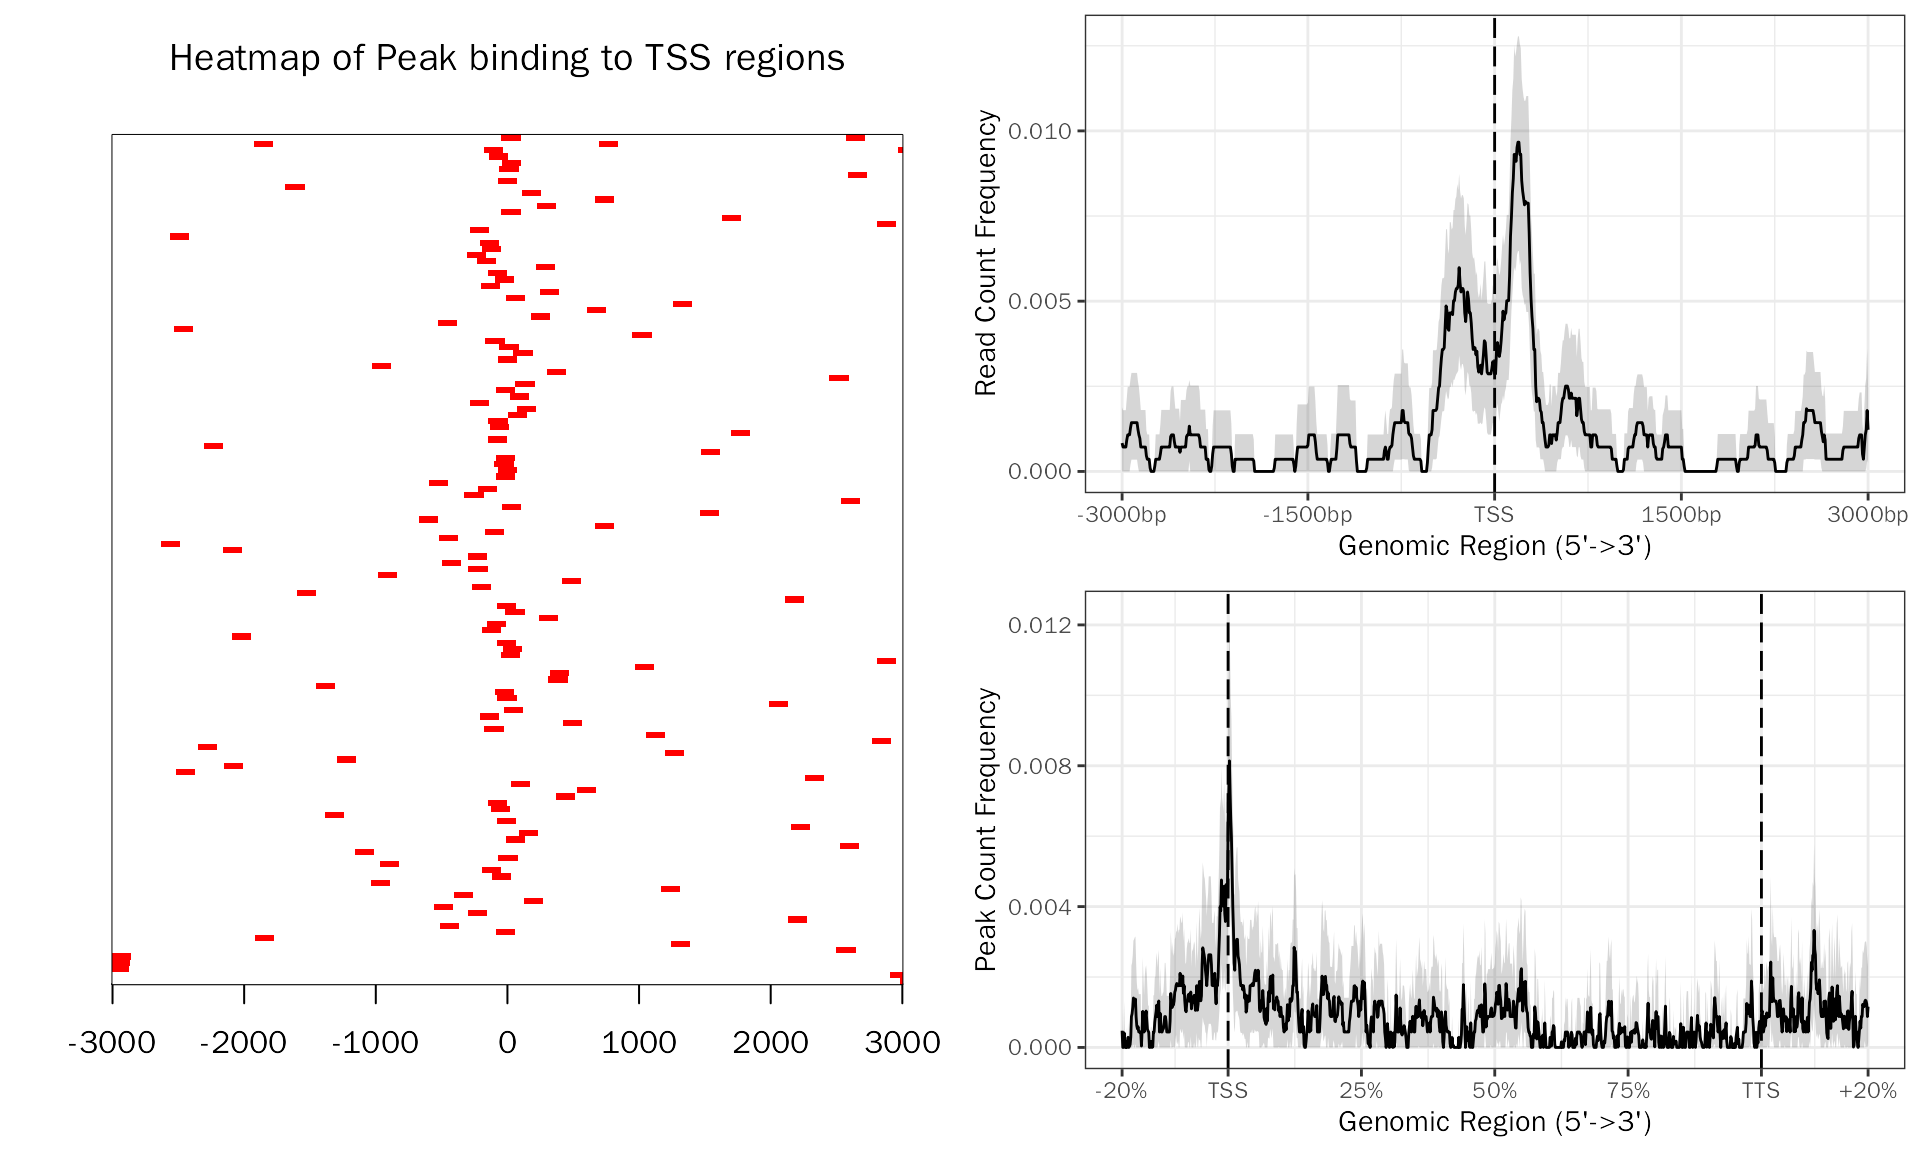 Heatmap of Peak binding to TSS regions
-3000 -2000 -1000 0 1000 2000 3000
Read Count Frequency
0.010
0.005
0.000
-3000bp -1500bp TSS 1500bp 3000bp
Genomic Region (5'->3')
Peak Count Frequency
0.012
0.008
0.004
0.000
-20% TSS 25% 50% 75% TTS +20%
Genomic Region (5'->3')